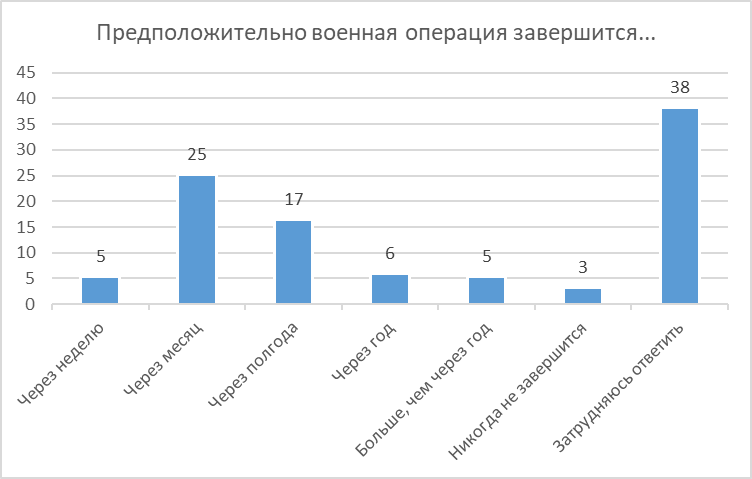 Предположительно военная операция завершится...
45
40
35
30
25
20
15
10
5
0
5
25
17
6
5
3
38
Через неделю
Через месяц
Через полгода
Через год
Больше, чем через год
Никогда не завершится
Затрудняюсь ответить